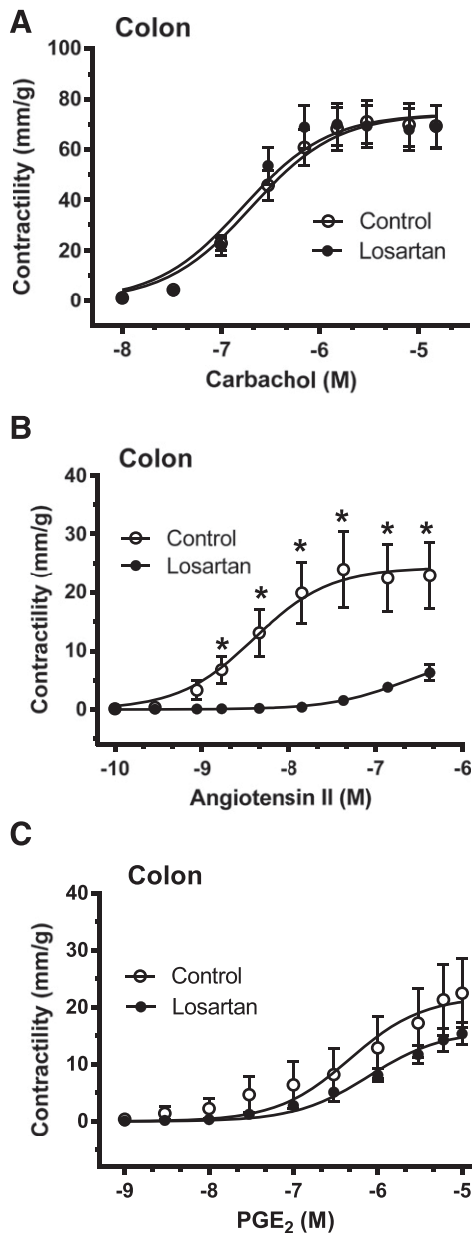 A
Colon
100
80
60
40
20
0
Contractility (mm/g)
Control
Losartan
-8 -7 -6 -5
Carbachol (M)
B
Colon
40
30
20
10
0
Contractility (mm/g)
Control
Losartan
* * * * * *
-10 -9 -8 -7 -6
Angiotensin II (M)
C
Colon
40
30
20
10
0
Contractility (mm/g)
Control
Losartan
-9 -8 -7 -6 -5
PGE₂ (M)